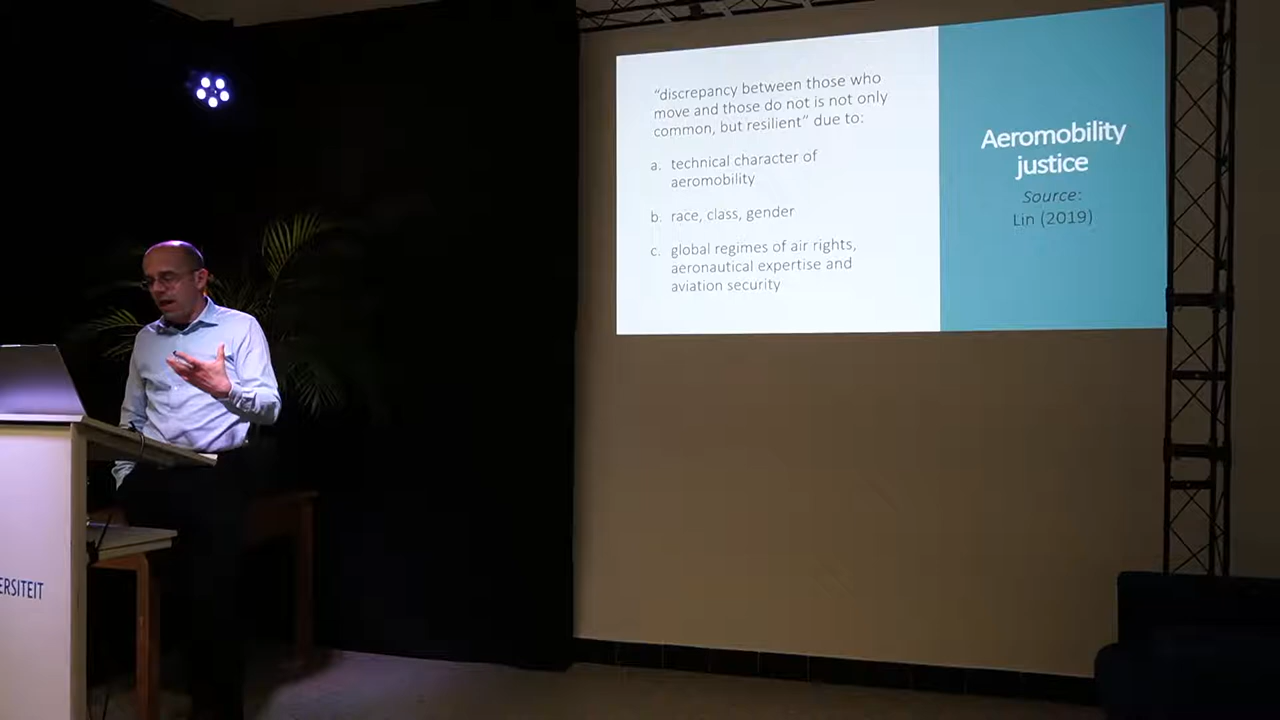 "discrepancy between those who
move and those do not is not only
common, but resilient" due to:
a. technical character of
aeromobility
b. race, class, gender
c. global regimes of air rights,
aeronautical expertise and
aviation security
Aeromobility
justice
Source:
Lin (2019)
ERSITEIT